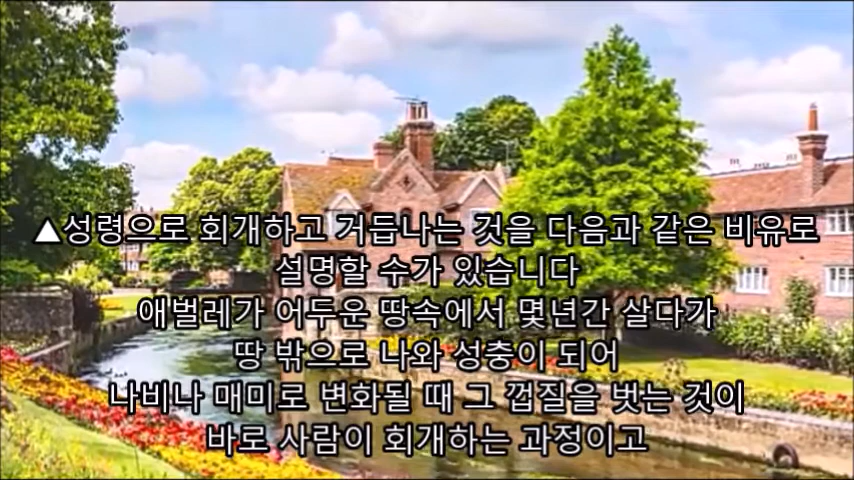 ▲성령으로 회개하고 거듭나는 것을 다음과 같은 비유로
설명할 수가 있습니다
애벌레가 어두운 땅속에서 몇년간 살다가
땅 밖으로 나와 성충이 되어
나비나 매미로 변화될 때 그 껍질을 벗는 것이
바로 사람이 회개하는 과정이고